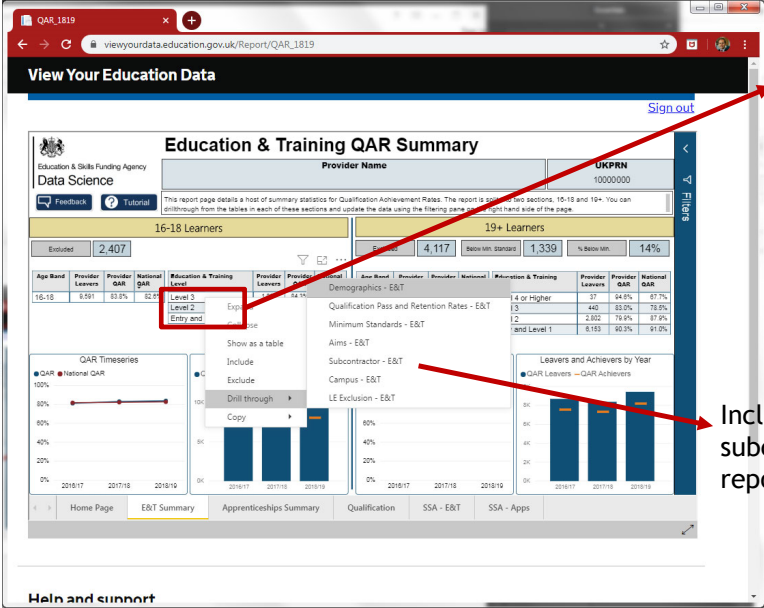 QAR_1819
viewyourdata.education.gov.uk/Report/QAR_1819
View Your Education Data
Sign out
Education & Training QAR Summary
Education & Skills Funding Agency
Data Science
Provider Name
UKPRN
10000000
Feedback
Tutorial
This report page details a host of summary statistics for Qualification Achievement Rates. The report is split into two sections, 16-18 and 19+. You can
drillthrough from the tables in each of these sections and update the data using the filtering pane on the right hand side of the page.
Filters
16-18 Learners
19+ Learners
Excluded 2,407
4,117 Below Min. Standard 1,339 % Below Min. 14%
Age Band Provider Leavers Provider QAR National QAR
16-18 9,591 83.8% 82.6%
Education & Training Level Provider Leavers Provider
Level 3
Level 2
Entry and
Education & Training Provider Leavers Provider QAR National QAR
4 or Higher 37 94.6% 67.7%
3 440 83.0% 78.5%
2 2,802 79.9% 87.9%
and Level 1 6,153 90.3% 91.0%
Show as a table
Include
Exclude
Drill through
Copy
Demographics - E&T
Qualification Pass and Retention Rates - E&T
Minimum Standards - E&T
Aims - E&T
Subcontractor - E&T
Campus - E&T
LE Exclusion - E&T
QAR Timeseries
QAR National QAR
100%
80%
60%
40%
20%
0%
2016/17 2017/18 2018/19
5K
0K
2016/17 2017/18 2018/19
60%
40%
20%
0%
2016/17 2017/18 2018/19
Leavers and Achievers by Year
QAR Leavers QAR Achievers
8K
6K
4K
2K
0K
2016/17 2017/18 2018/19
Home Page E&T Summary Apprenticeships Summary Qualification SSA - E&T SSA - Apps
Help and support